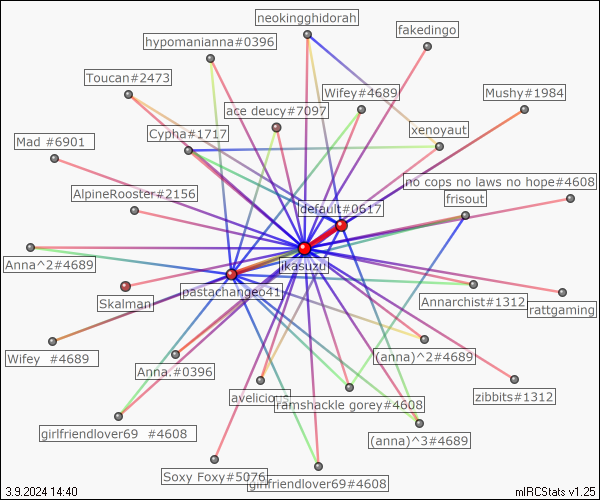 neokingghidorah
fakedingo
hypomanianna#0396
Toucan#2473
Wifey#4689
Mushy#1984
ace deucy#7097
Cypha#1717
Mad #6901
xenoyaut
no cops no laws no hope#4608
AlpineRooster#2156
frisout
default#0617
Anna^2#4689
ikasuzu
Skalman
pastachangeo41
Annarchist#1312
rattgaming
Wifey #4689
(anna)^2#4689
Anna.#0396
zibbits#1312
avelicious
ramshackle gorey#4608
girlfriendlover69 #4608
(anna)^3#4689
Soxy Foxy#5076
girlfriendlover69#4608
3.9.2024 14:40
mIRCStats v1.25